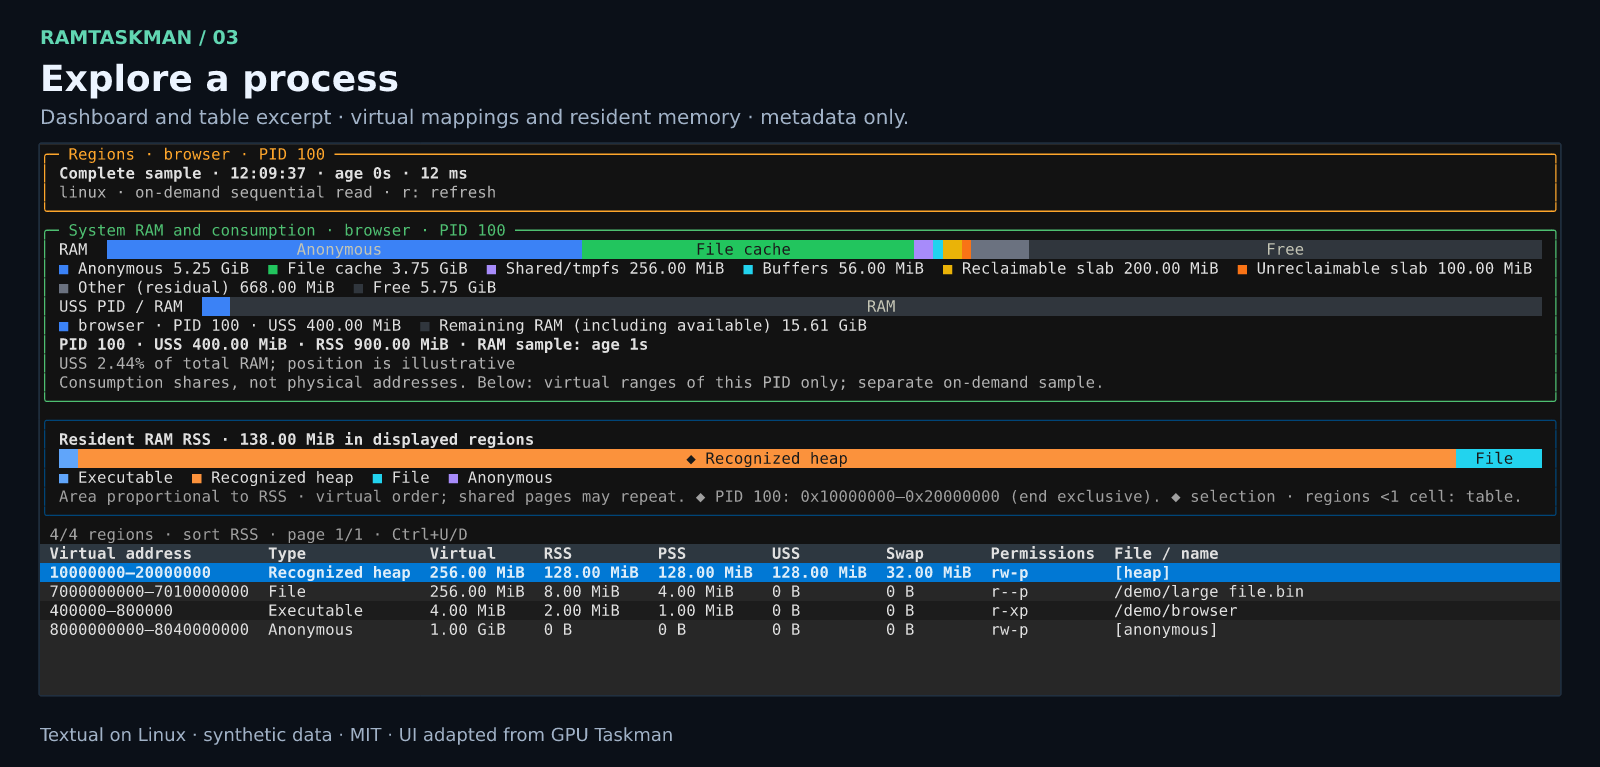 RAMTASKMAN / 03
Explore a process
Dashboard and table excerpt · virtual mappings and resident memory · metadata only.
Regions · browser · PID 100
Complete sample · 12:09:37 · age 0s · 12 ms
linux · on-demand sequential read · r: refresh
System RAM and consumption · browser · PID 100
RAM Anonymous File cache Free
■ Anonymous 5.25 GiB ■ File cache 3.75 GiB ■ Shared/tmpfs 256.00 MiB ■ Buffers 56.00 MiB ■ Reclaimable slab 200.00 MiB ■ Unreclaimable slab 100.00 MiB
■ Other (residual) 668.00 MiB ■ Free 5.75 GiB
USS PID / RAM RAM
■ browser · PID 100 · USS 400.00 MiB ■ Remaining RAM (including available) 15.61 GiB
PID 100 · USS 400.00 MiB · RSS 900.00 MiB · RAM sample: age 1s
USS 2.44% of total RAM; position is illustrative
Consumption shares, not physical addresses. Below: virtual ranges of this PID only; separate on-demand sample.
Resident RAM RSS · 138.00 MiB in displayed regions
◆ Recognized heap File
■ Executable ■ Recognized heap ■ File ■ Anonymous
Area proportional to RSS · virtual order; shared pages may repeat. ◆ PID 100: 0x10000000–0x20000000 (end exclusive). ◆ selection · regions <1 cell: table.
4/4 regions · sort RSS · page 1/1 · Ctrl+U/D
Virtual address Type Virtual RSS PSS USS Swap Permissions File / name
10000000–20000000 Recognized heap 256.00 MiB 128.00 MiB 128.00 MiB 128.00 MiB 32.00 MiB rw-p [heap]
7000000000–7010000000 File 256.00 MiB 8.00 MiB 4.00 MiB 0 B 0 B r--p /demo/large file.bin
400000–800000 Executable 4.00 MiB 2.00 MiB 1.00 MiB 0 B 0 B r-xp /demo/browser
8000000000–8040000000 Anonymous 1.00 GiB 0 B 0 B 0 B 0 B rw-p [anonymous]
Textual on Linux · synthetic data · MIT · UI adapted from GPU Taskman